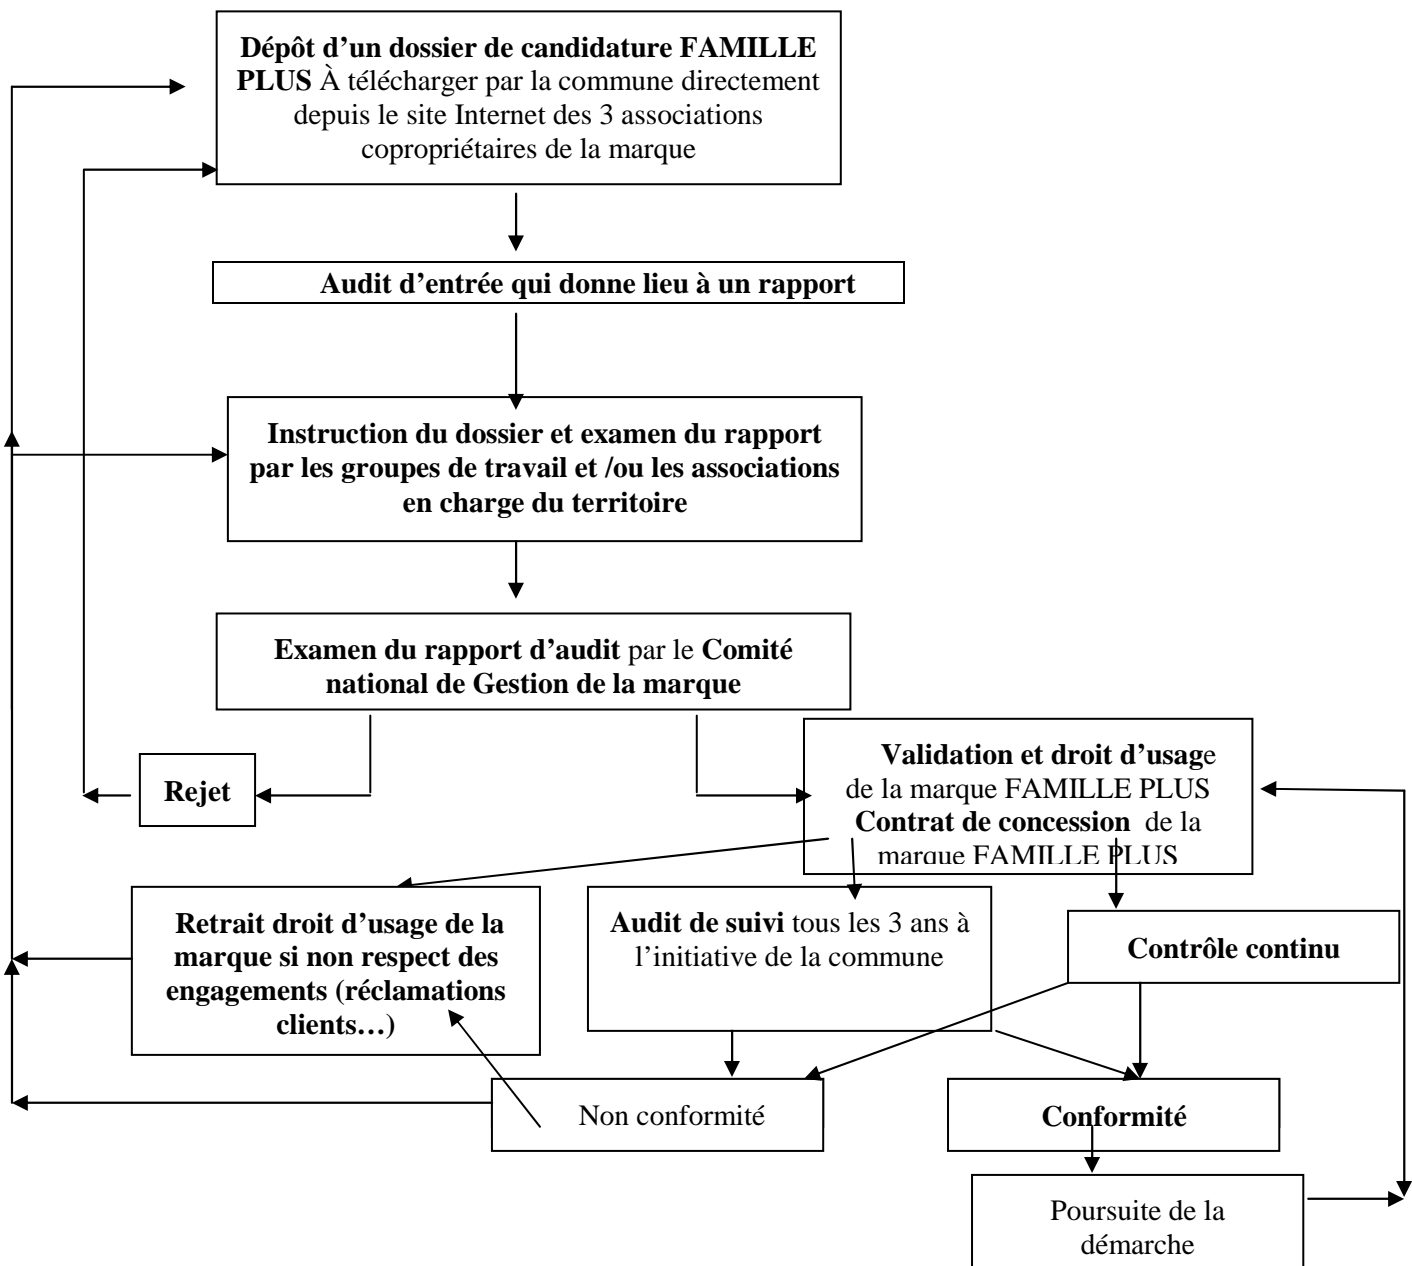 Dépôt d’un dossier de candidature FAMILLE
PLUS À télécharger par la commune directement
depuis le site Internet des 3 associations
copropriétaires de la marque
Audit d’entrée qui donne lieu à un rapport
Instruction du dossier et examen du rapport
par les groupes de travail et /ou les associations
en charge du territoire
Examen du rapport d’audit par le Comité
national de Gestion de la marque
Rejet
Validation et droit d’usage
de la marque FAMILLE PLUS
Contrat de concession de la
marque FAMILLE PLUS
Retrait droit d’usage de la
marque si non respect des
engagements (réclamations
clients…)
Audit de suivi tous les 3 ans à
l’initiative de la commune
Contrôle continu
Non conformité
Conformité
Poursuite de la
démarche